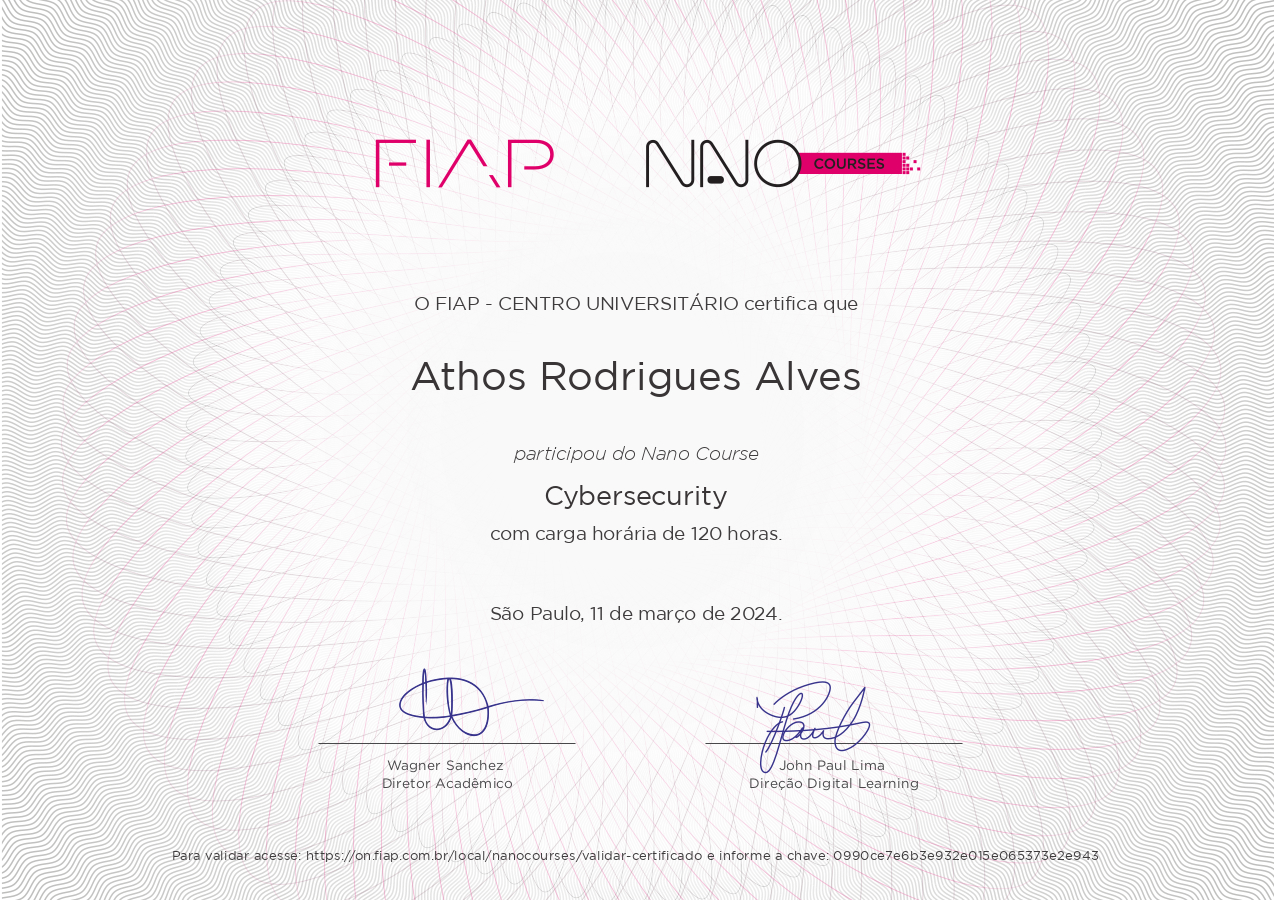 FIAP NANO COURSES
O FIAP - CENTRO UNIVERSITÁRIO certifica que
Athos Rodrigues Alves
participou do Nano Course
Cybersecurity
com carga horária de 120 horas.
São Paulo, 11 de março de 2024.
Wagner Sanchez
Diretor Acadêmico
John Paul Lima
Direção Digital Learning
Para validar acesse: https://on.fiap.com.br/local/nanocourses/validar-certificado e informe a chave: 0990ce7e6b3e932e015e065373e2e943